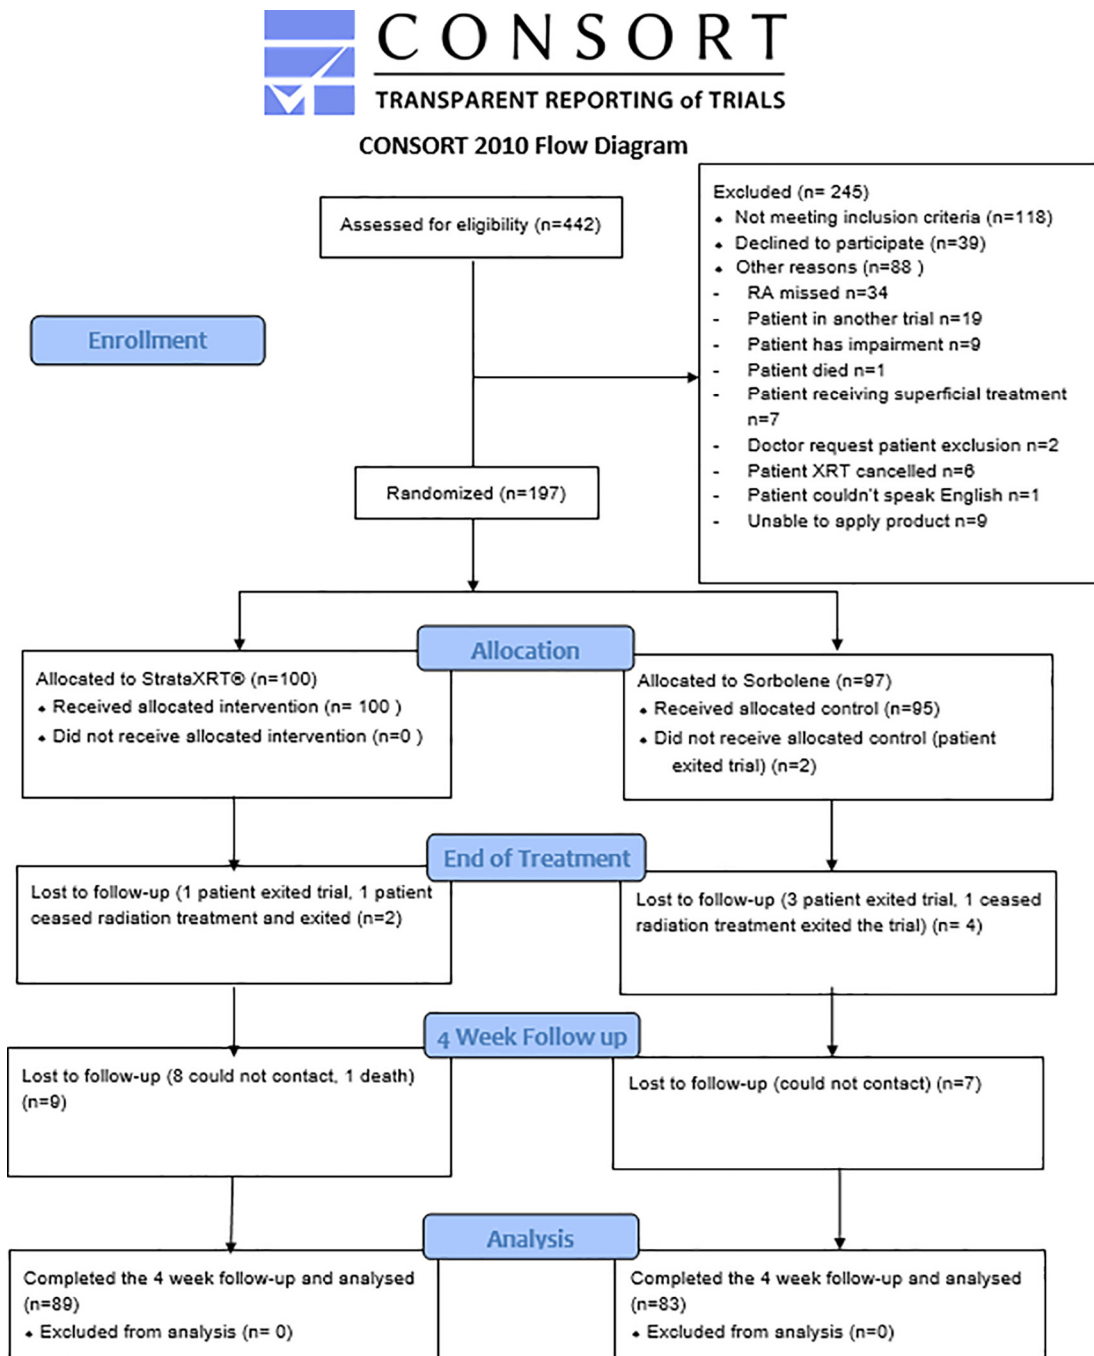 CONSORT
TRANSPARENT REPORTING of TRIALS
CONSORT 2010 Flow Diagram
Assessed for eligibility (n=442)
Excluded (n= 245)
• Not meeting inclusion criteria (n=118)
• Declined to participate (n=39)
• Other reasons (n=88 )
- RA missed n=34
- Patient in another trial n=19
- Patient has impairment n=9
- Patient died n=1
- Patient receiving superficial treatment
n=7
- Doctor request patient exclusion n=2
- Patient XRT cancelled n=6
- Patient couldn't speak English n=1
- Unable to apply product n=9
Enrollment
Randomized (n=197)
Allocation
Allocated to StrataXRT® (n=100)
• Received allocated intervention (n= 100 )
• Did not receive allocated intervention (n=0 )
Allocated to Sorbolene (n=97)
• Received allocated control (n=95)
• Did not receive allocated control (patient
exited trial) (n=2)
End of Treatment
Lost to follow-up (1 patient exited trial, 1 patient
ceased radiation treatment and exited (n=2)
Lost to follow-up (3 patient exited trial, 1 ceased
radiation treatment exited the trial) (n= 4)
4 Week Follow up
Lost to follow-up (8 could not contact, 1 death)
(n=9)
Lost to follow-up (could not contact) (n=7)
Analysis
Completed the 4 week follow-up and analysed
(n=89)
• Excluded from analysis (n= 0)
Completed the 4 week follow-up and analysed
(n=83)
• Excluded from analysis (n=0)